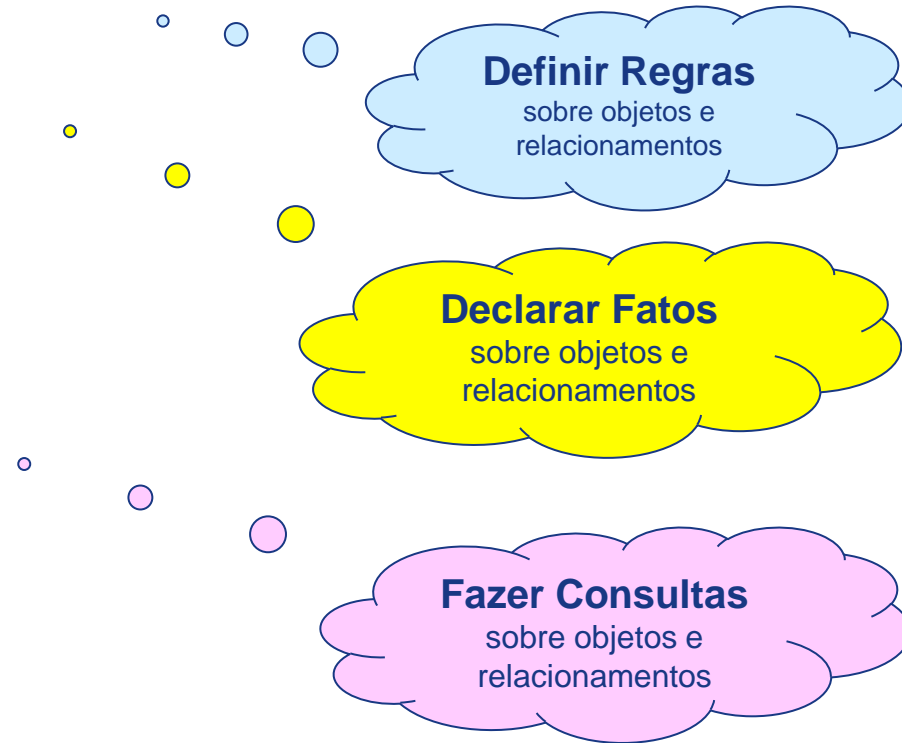 Definir Regras
sobre objetos e
relacionamentos
Declarar Fatos
sobre objetos e
relacionamentos
Fazer Consultas
sobre objetos e
relacionamentos